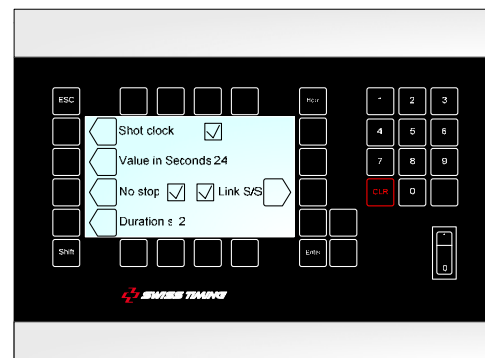 ESC
1 2 3
Shot clock
4 5 6
Value in Seconds 24
7 8 9
No stop Link S/S
CLR 0
Duration s 2
Shift
Enter
0
SWISS TIMING